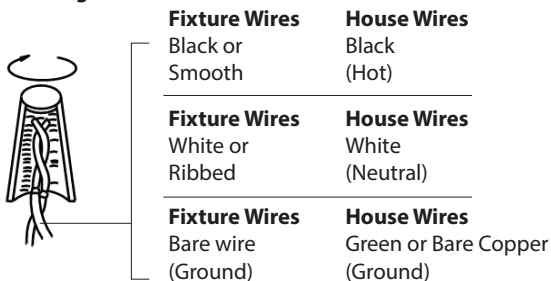 Fixture Wires House Wires
Black or Black
Smooth (Hot)
Fixture Wires House Wires
White or White
Ribbed (Neutral)
Fixture Wires House Wires
Bare wire Green or Bare Copper
(Ground) (Ground)